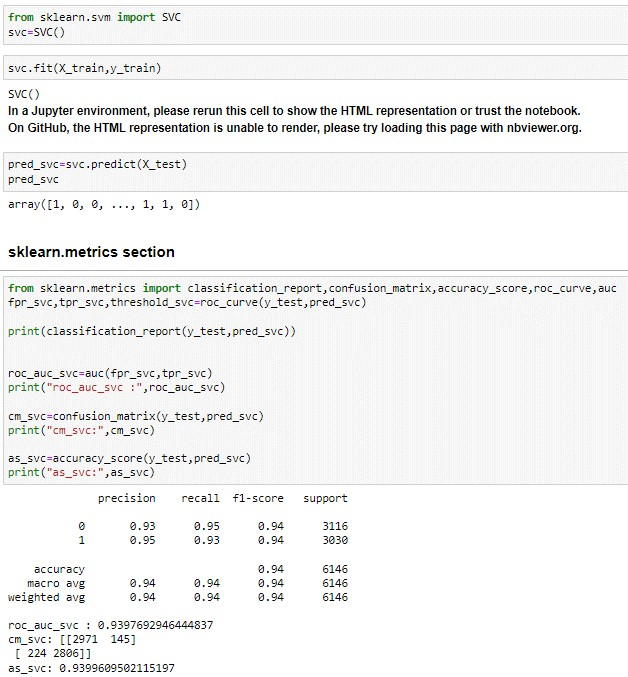 from sklearn.svm import SVC
svc=SVC()
svc.fit(X_train,y_train)
SVC()
In a Jupyter environment, please rerun this cell to show the HTML representation or trust the notebook.
On GitHub, the HTML representation is unable to render, please try loading this page with nbviewer.org.
pred_svc=svc.predict(X_test)
pred_svc
array([1, 0, 0, ..., 1, 1, 0])
sklearn.metrics section
from sklearn.metrics import classification_report,confusion_matrix,accuracy_score,roc_curve,auc
fpr_svc,tpr_svc,threshold_svc=roc_curve(y_test,pred_svc)
print(classification_report(y_test,pred_svc))
roc_auc_svc=auc(fpr_svc,tpr_svc)
print("roc_auc_svc :",roc_auc_svc)
cm_svc=confusion_matrix(y_test,pred_svc)
print("cm_svc:",cm_svc)
as_svc=accuracy_score(y_test,pred_svc)
print("as_svc:",as_svc)
precision recall f1-score support
0 0.93 0.95 0.94 3116
1 0.95 0.93 0.94 3030
accuracy 0.94 6146
macro avg 0.94 0.94 0.94 6146
weighted avg 0.94 0.94 0.94 6146
roc_auc_svc : 0.9397692946444837
cm_svc: [[2971 145]
[ 224 2806]]
as_svc: 0.9399609502115197